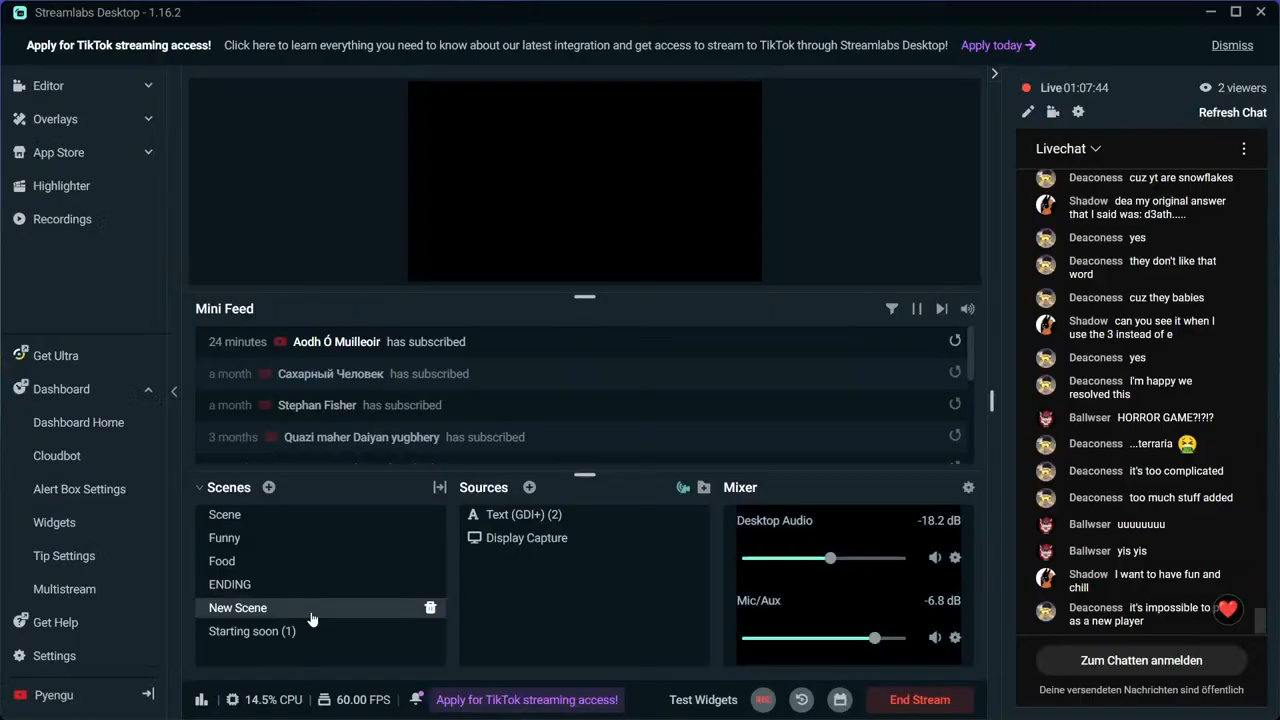 Streamlabs Desktop - 1.16.2
Apply for TikTok streaming access! Click here to learn everything you need to know about our latest integration and get access to stream to TikTok through Streamlabs Desktop! Apply today Dismiss
Editor
Overlays
App Store
Highlighter
Recordings
Get Ultra
Dashboard
Dashboard Home
Cloudbot
Alert Box Settings
Widgets
Tip Settings
Multistream
Get Help
Settings
Pyengu
Mini Feed
24 minutes Aodh Ó Muilleoir has subscribed
a month Сахарный Человек has subscribed
a month Stephan Fisher has subscribed
3 months Quazi maher Daiyan yugbhery has subscribed
Scenes
Scene
Funny
Food
ENDING
New Scene
Starting soon (1)
Sources
Text (GDI+) (2)
Display Capture
Mixer
Desktop Audio -18.2 dB
Mic/Aux -6.8 dB
14.5% CPU 60.00 FPS Apply for TikTok streaming access! Test Widgets REC End Stream
Live 01:07:44 2 viewers
Refresh Chat
Livechat
Deaconess cuz yt are snowflakes
Shadow dea my original answer
that I said was: d3ath.....
Deaconess yes
Deaconess they don't like that
word
Deaconess cuz they babies
Shadow can you see it when I
use the 3 instead of e
Deaconess yes
Deaconess I'm happy we
resolved this
Ballwser HORROR GAME?!?!?
Deaconess ...terraria 🤮
Deaconess it's too complicated
Deaconess too much stuff added
Ballwser uuuuuuuu
Ballwser yis yis
Shadow I want to have fun and
chill
Deaconess it's impossible to
as a new player
Zum Chatten anmelden
Deine versendeten Nachrichten sind öffentlich